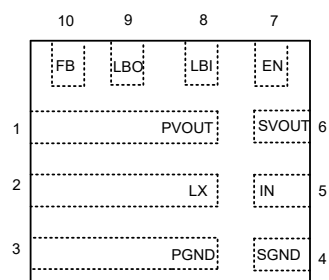 10 9 8 7
FB LBO LBI EN
1 PVOUT SVOUT 6
2 LX IN 5
3 PGND SGND 4